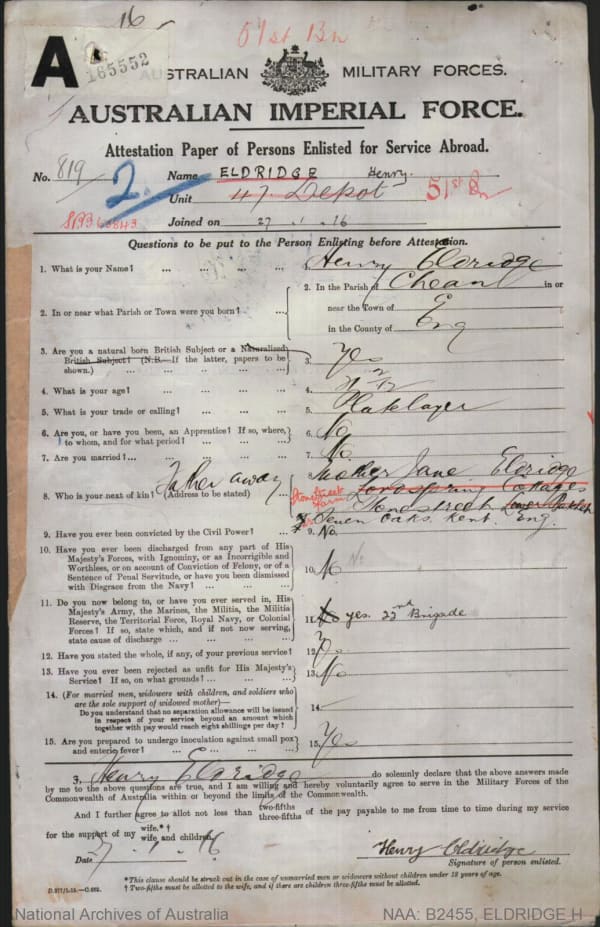 16
51st Bn
A
165552
AUSTRALIAN MILITARY FORCES.
AUSTRALIAN IMPERIAL FORCE.
Attestation Paper of Persons Enlisted for Service Abroad.
No. 819 Name ELDRIDGE Henry.
2
Unit 47 Depot 51st Bn
Joined on 27 . 1 . 16
Questions to be put to the Person Enlisting before Attestation.
1. What is your Name? ... ... ... ... 1. Henry Eldridge
2. In or near what Parish or Town were you born? ... 2. In the Parish of in or
near the Town of E
in the County of Eng
3. Are you a natural born British Subject or a Naturalized
British Subject? (N.B.—If the latter, papers to be
shown.) ... ... ... ... ... 3. Yes
4. What is your age? ... ... ... ... 4.
5. What is your trade or calling? ... ... ... 5. Platelayer
6. Are you, or have you been, an Apprentice? If so, where,
to whom, and for what period? ... ... ... 6. No
7. Are you married? ... ... ... ... 7. No
Father away
8. Who is your next of kin? (Address to be stated) ... 8. Mother Jane Eldridge
Cottages
Stonestreet
Farm
Stonestreet
Seven Oaks. Kent. Eng.
9. Have you ever been convicted by the Civil Power? ... 9. No.
10. Have you ever been discharged from any part of His
Majesty's Forces, with Ignominy, or as Incorrigible and
Worthless, or on account of Conviction of Felony, or of a
Sentence of Penal Servitude, or have you been dismissed
with Disgrace from the Navy? ... ... ... 10. No
No
11. Do you now belong to, or have you ever served in, His
Majesty's Army, the Marines, the Militia, the Militia
Reserve, the Territorial Force, Royal Navy, or Colonial
Forces? If so, state which, and if not now serving,
state cause of discharge ... ... ... 11. No yes. 22nd Brigade
12. Have you stated the whole, if any, of your previous service? 12.
13. Have you ever been rejected as unfit for His Majesty's
Service? If so, on what grounds? ... ... 13. No
14. (For married men, widowers with children, and soldiers who
are the sole support of widowed mother)—
Do you understand that no separation allowance will be issued
in respect of your service beyond an amount which
together with pay would reach eight shillings per day? 14. —
15. Are you prepared to undergo inoculation against small pox
and enteric fever? ... ... ... ... 15. Yes
I, Henry Eldridge do solemnly declare that the above answers made
by me to the above questions are true, and I am willing and hereby voluntarily agree to serve in the Military Forces of the
Commonwealth of Australia within or beyond the limits of the Commonwealth.
And I further agree to allot not less than two-fifths three-fifths of the pay payable to me from time to time during my service
for the support of my wife.*†
wife and children.
Date 27 . 1 . 16 Henry Eldridge
Signature of person enlisted.
*This clause should be struck out in the case of unmarried men or widowers without children under 18 years of age.
† Two-fifths must be allotted to the wife, and if there are children three-fifths must be allotted.
National Archives of Australia NAA: B2455, ELDRIDGE H